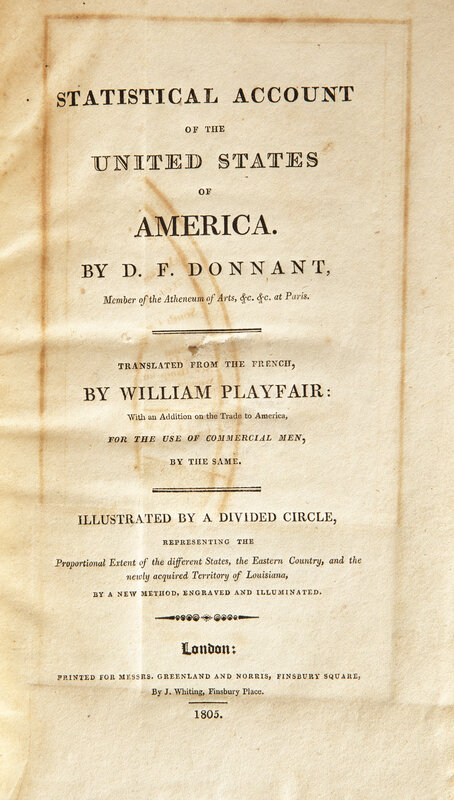 STATISTICAL ACCOUNT
OF THE
UNITED STATES
OF
AMERICA.
BY D. F. DONNANT,
Member of the Atheneum of Arts, &c. &c. at Paris.
TRANSLATED FROM THE FRENCH,
BY WILLIAM PLAYFAIR:
With an Addition on the Trade to America,
FOR THE USE OF COMMERCIAL MEN,
BY THE SAME.
ILLUSTRATED BY A DIVIDED CIRCLE,
REPRESENTING THE
Proportional Extent of the different States, the Eastern Country, and the
newly acquired Territory of Louisiana,
BY A NEW METHOD, ENGRAVED AND ILLUMINATED.
London:
PRINTED FOR MESSRS. GREENLAND AND NORRIS, FINSBURY SQUARE,
By J. Whiting, Finsbury Place.
1805.